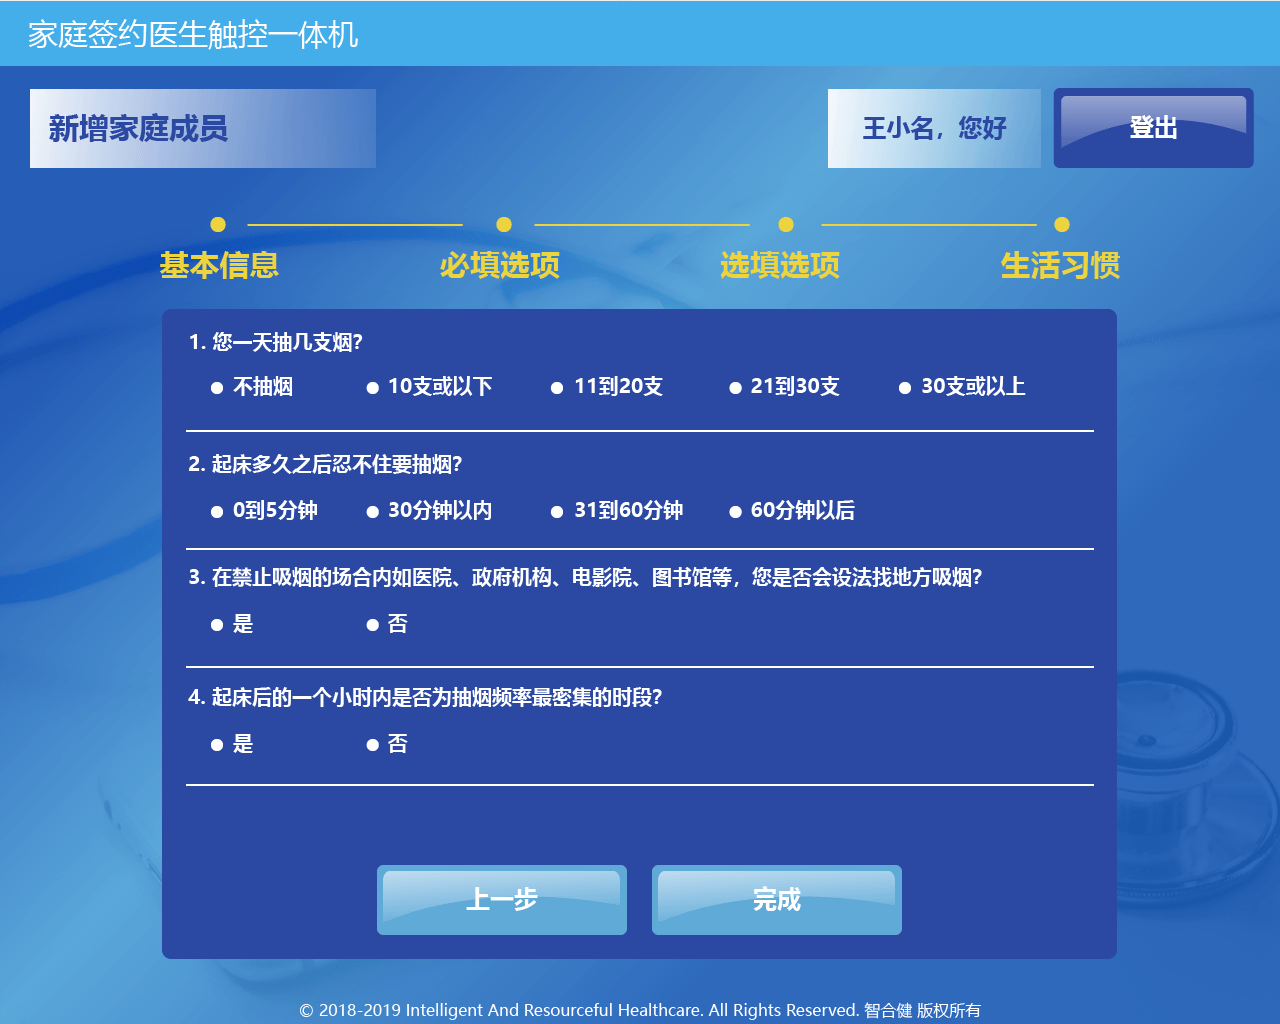 家庭签约医生触控一体机
新增家庭成员
王小名，您好
登出
基本信息
必填选项
选填选项
生活习惯
1. 您一天抽几支烟？
不抽烟 10支或以下 11到20支 21到30支 30支或以上
2. 起床多久之后忍不住要抽烟？
0到5分钟 30分钟以内 31到60分钟 60分钟以后
3. 在禁止吸烟的场合内如医院、政府机构、电影院、图书馆等，您是否会设法找地方吸烟？
是 否
4. 起床后的一个小时内是否为抽烟频率最密集的时段？
是 否
上一步
完成
© 2018-2019 Intelligent And Resourceful Healthcare. All Rights Reserved. 智合健 版权所有